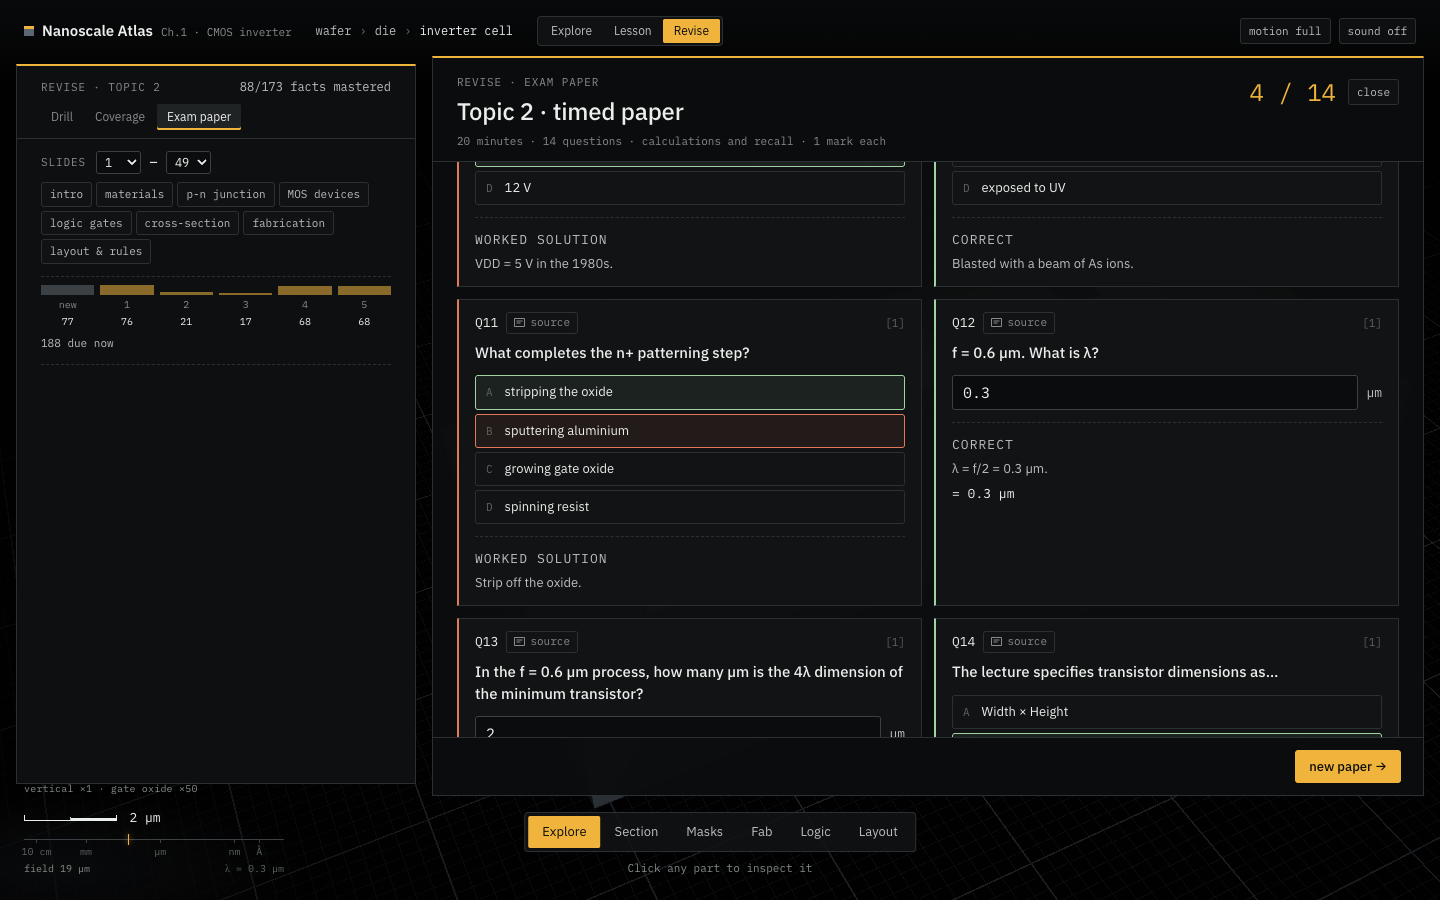 Nanoscale Atlas Ch.1 · CMOS inverter wafer › die › inverter cell Explore Lesson Revise motion full sound off
REVISE · TOPIC 2 88/173 facts mastered
Drill Coverage Exam paper
SLIDES 1 – 49
intro materials p-n junction MOS devices
logic gates cross-section fabrication
layout & rules
new 1 2 3 4 5
77 76 21 17 68 68
188 due now
REVISE · EXAM PAPER
Topic 2 · timed paper
4 / 14 close
20 minutes · 14 questions · calculations and recall · 1 mark each
D 12 V
WORKED SOLUTION
VDD = 5 V in the 1980s.
D exposed to UV
CORRECT
Blasted with a beam of As ions.
Q11 source [1]
What completes the n+ patterning step?
A stripping the oxide
B sputtering aluminium
C growing gate oxide
D spinning resist
WORKED SOLUTION
Strip off the oxide.
Q12 source [1]
f = 0.6 µm. What is λ?
0.3 µm
CORRECT
λ = f/2 = 0.3 µm.
= 0.3 µm
Q13 source [1]
In the f = 0.6 µm process, how many µm is the 4λ dimension of
the minimum transistor?
2 µm
Q14 source [1]
The lecture specifies transistor dimensions as...
A Width × Height
new paper →
vertical ×1 · gate oxide ×50
2 µm
10 cm mm µm nm Å
field 19 µm λ = 0.3 µm
Explore Section Masks Fab Logic Layout
Click any part to inspect it